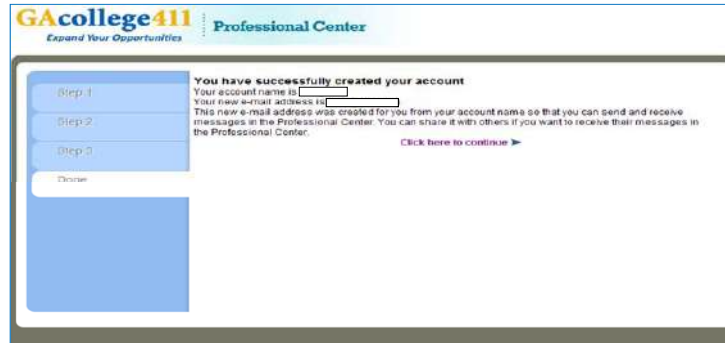 GAcollege411
Expand Your Opportunities
Professional Center
Step 1
Step 2
Step 3
Done
You have successfully created your account
Your account name is
Your new e-mail address is
This new e-mail address was created for you from your account name so that you can send and receive
messages in the Professional Center. You can share it with others if you want to receive their messages in
the Professional Center.
Click here to continue ►